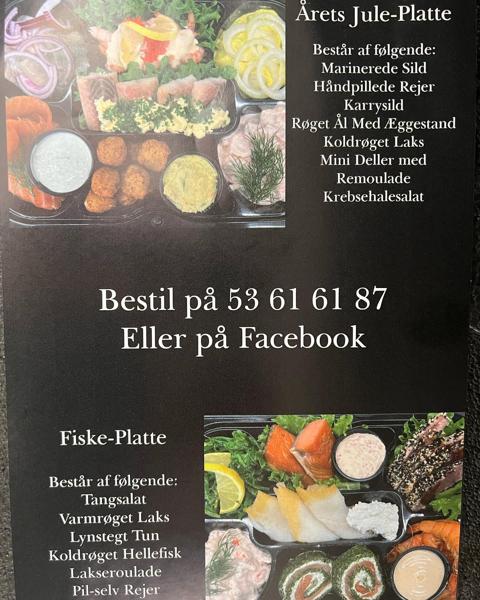 Årets Jule-Platte
Består af følgende:
Marinerede Sild
Håndpillede Rejer
Karrysild
Røget Ål Med Æggestand
Koldrøget Laks
Mini Deller med
Remoulade
Krebsehalesalat
Bestil på 53 61 61 87
Eller på Facebook
Fiske-Platte
Består af følgende:
Tangsalat
Varmrøget Laks
Lynstegt Tun
Koldrøget Hellefisk
Lakseroulade
Pil-selv Rejer